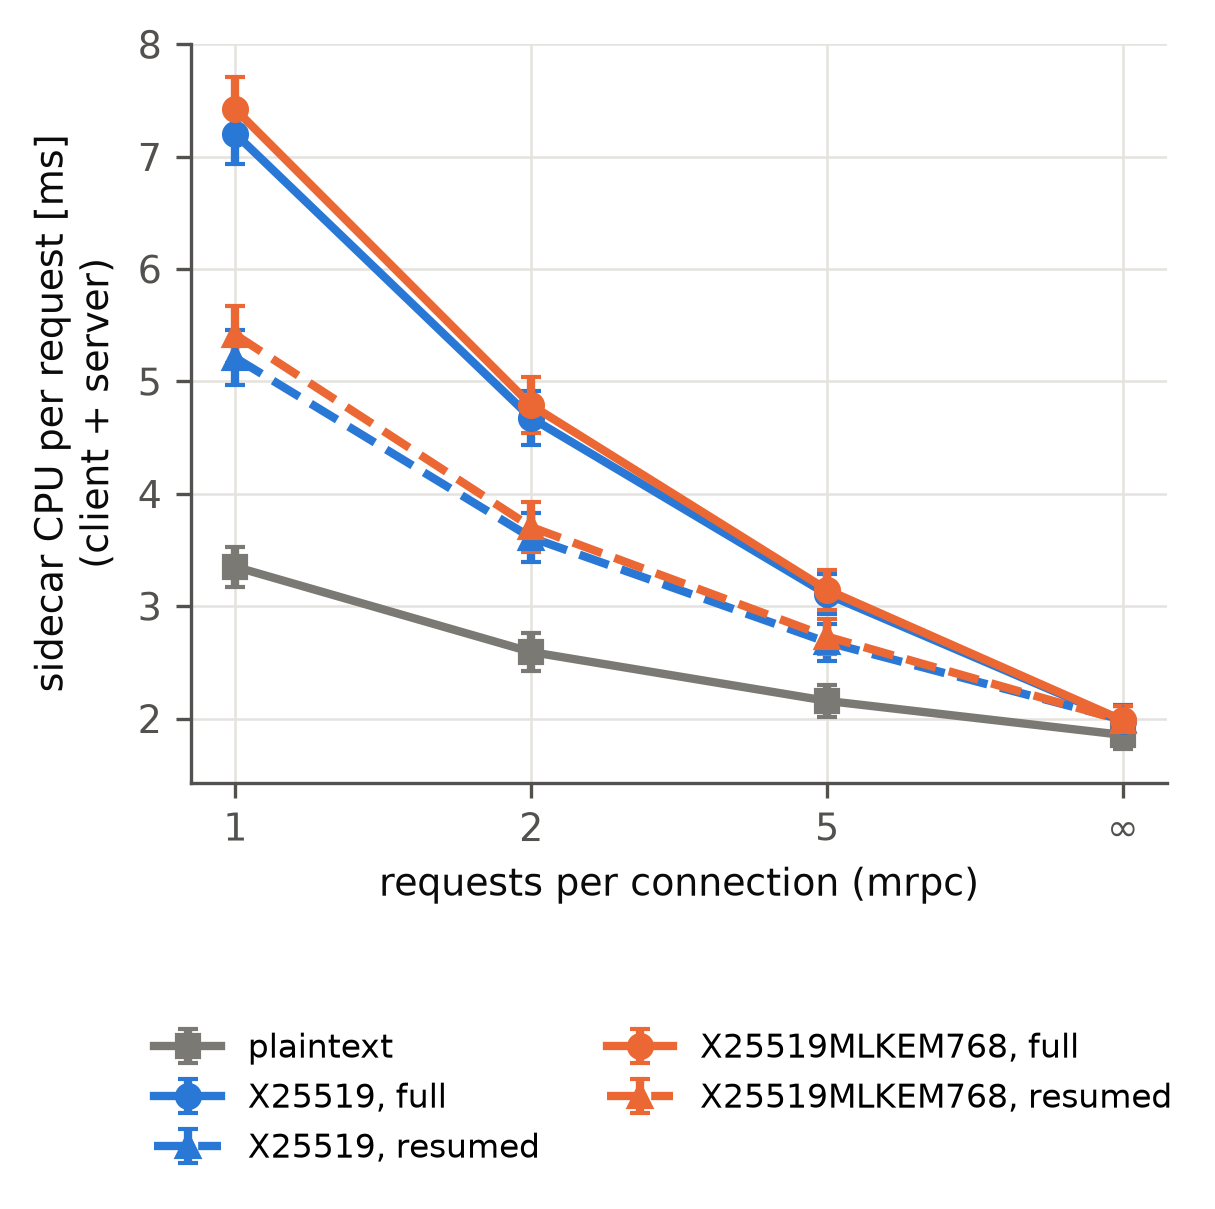 8
7
6
5
4
3
2
sidecar CPU per request [ms]
(client + server)
1 2 5 ∞
requests per connection (mrpc)
plaintext
X25519, full
X25519, resumed
X25519MLKEM768, full
X25519MLKEM768, resumed